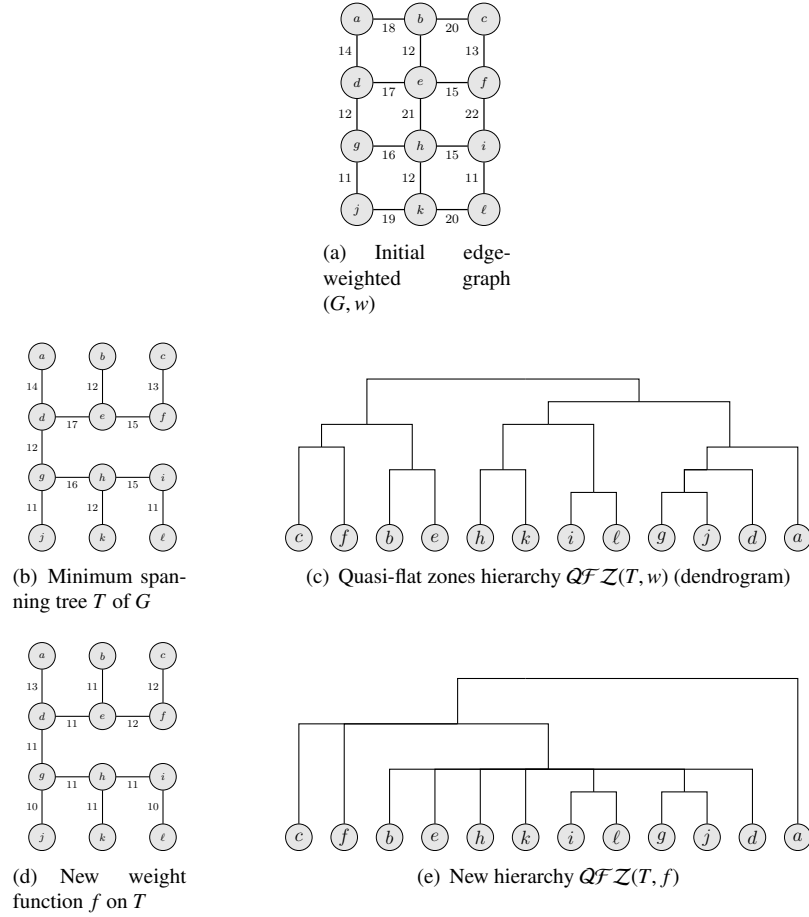 a b c
18 20
14 12 13
d e f
17 15
12 21 22
g h i
16 15
11 12 11
j k ℓ
19 20
(a) Initial edge-
weighted graph
(G, w)
a b c
14 12 13
d e f
17 15
12
g h i
16 15
11 12 11
j k ℓ
(b) Minimum span-
ning tree T of G
c f b e h k i ℓ g j d a
(c) Quasi-flat zones hierarchy QFZ(T, w) (dendrogram)
a b c
13 11 12
d e f
11 12
11
g h i
11 11
10 11 10
j k ℓ
(d) New weight
function f on T
c f b e h k i ℓ g j d a
(e) New hierarchy QFZ(T, f)